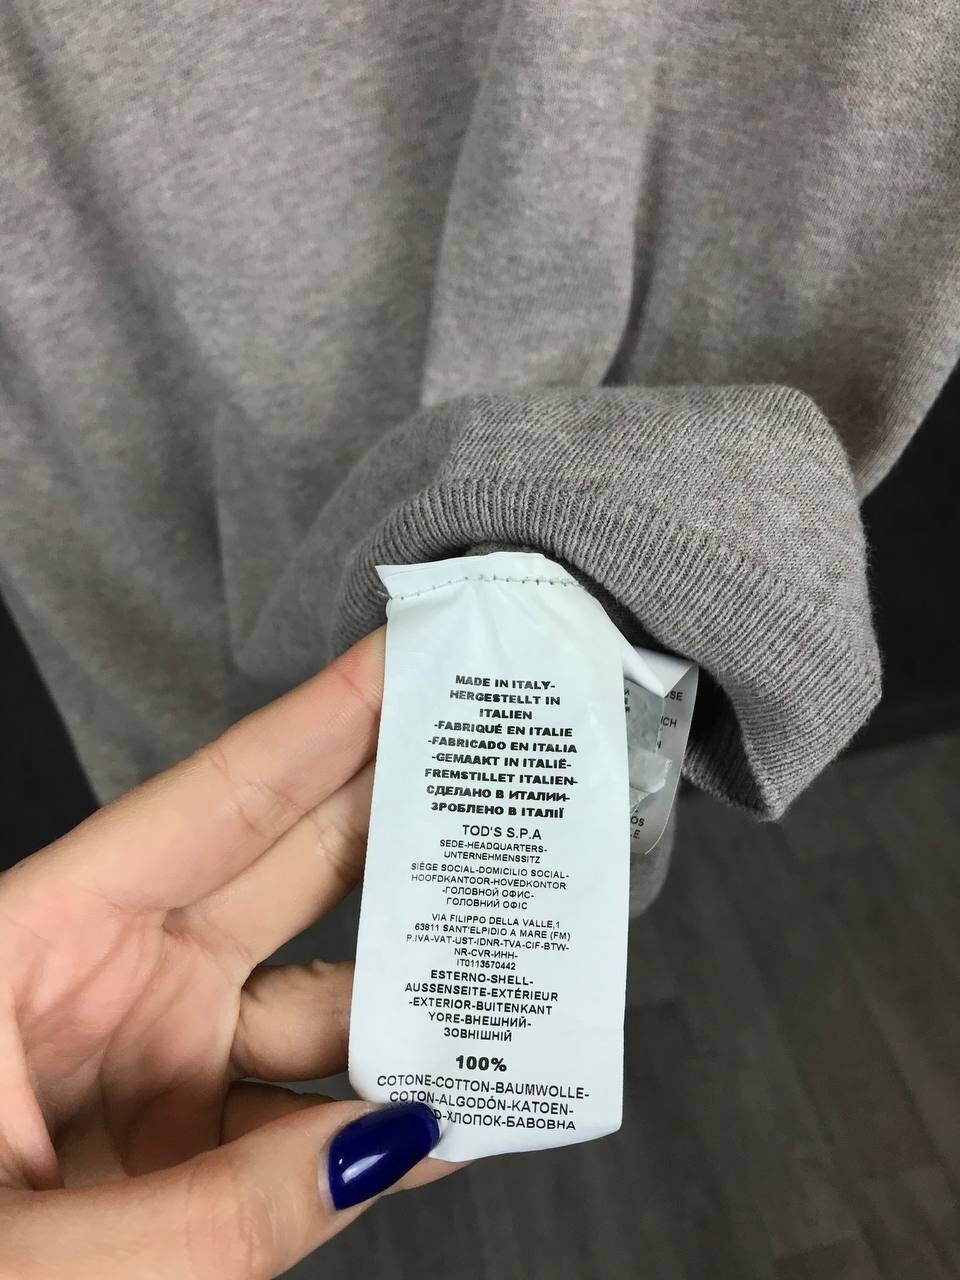 MADE IN ITALY-
HERGESTELLT IN
ITALIEN
-FABRIQUÉ EN ITALIE
-FABRICADO EN ITALIA
-GEMAAKT IN ITALIË-
FREMSTILLET ITALIEN-
СДЕЛАНО В ИТАЛИИ-
ЗРОБЛЕНО В ІТАЛІЇ
TOD'S S.P.A
SEDE-HEADQUARTERS-
UNTERNEHMENSSITZ
SIÈGE SOCIAL-DOMICILIO SOCIAL-
HOOFDKANTOOR-HOVEDKONTOR
-ГОЛОВНОЙ ОФИС-
ГОЛОВНИЙ ОФІС
VIA FILIPPO DELLA VALLE,1
63811 SANT'ELPIDIO A MARE (FM)
P.IVA-VAT-UST-IDNR-TVA-CIF-BTW-
NR-CVR-ИНН-
IT0113570442
ESTERNO-SHELL-
AUSSENSEITE-EXTÉRIEUR
-EXTERIOR-BUITENKANT
YORE-ВНЕШНИЙ-
ЗОВНІШНІЙ
100%
COTONE-COTTON-BAUMWOLLE-
COTON-ALGODÓN-KATOEN-
-ХЛОПОК-БАВОВНА